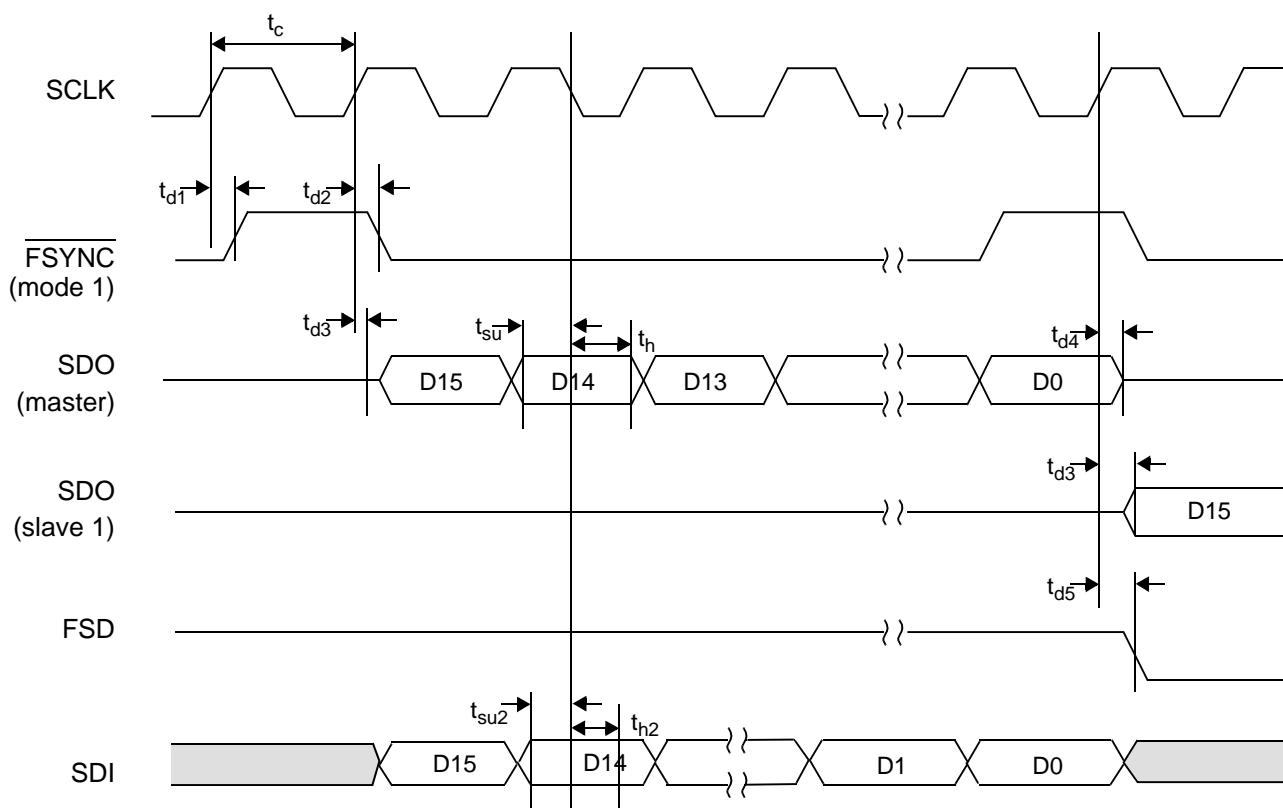 tc
SCLK
td1
td2
FSYNC
(mode 1)
td3
tsu
th
td4
SDO
(master)
D15
D14
D13
D0
td3
SDO
(slave 1)
D15
td5
FSD
tsu2
th2
SDI
D15
D14
D1
D0